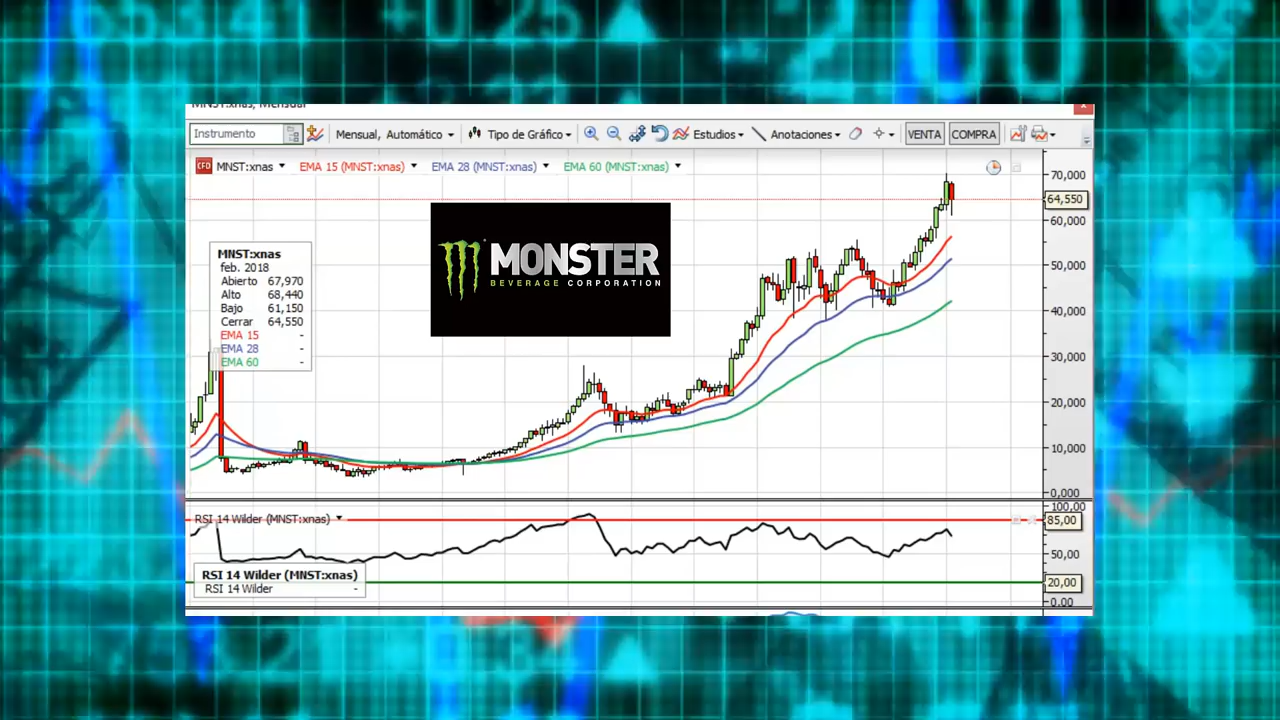 MNST:xnas, Mensual
Instrumento
Mensual, Automático
Tipo de Gráfico
Estudios
Anotaciones
VENTA
COMPRA
CFD MNST:xnas
EMA 15 (MNST:xnas)
EMA 28 (MNST:xnas)
EMA 60 (MNST:xnas)
70,000
64,550
60,000
50,000
40,000
30,000
20,000
10,000
0,000
MONSTER
BEVERAGE CORPORATION
MNST:xnas
feb. 2018
Abierto 67,970
Alto 68,440
Bajo 61,150
Cerrar 64,550
EMA 15 -
EMA 28 -
EMA 60 -
RSI 14 Wilder (MNST:xnas)
100,00
85,00
50,00
20,00
0,00
RSI 14 Wilder (MNST:xnas)
RSI 14 Wilder -